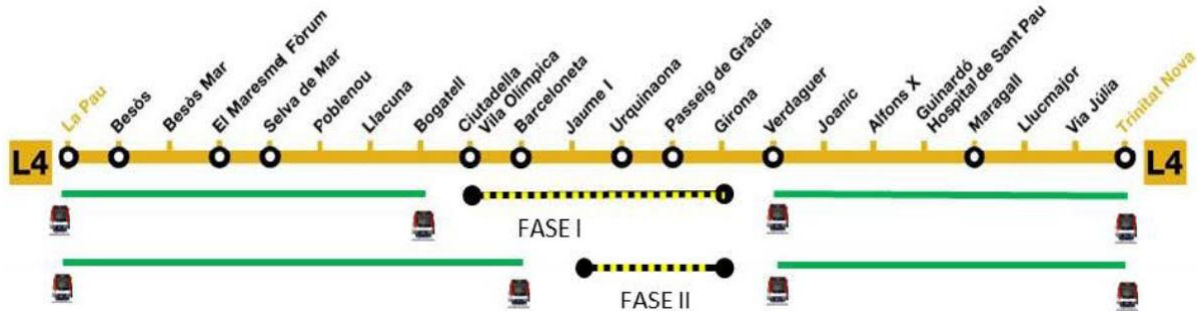 La Pau
Besòs
Besòs Mar
El Maresme Fòrum
Selva de Mar
Poblenou
Llacuna
Bogatell
Ciutadella
Vila Olímpica
Barceloneta
Jaume I
Urquinaona
Passeig de Gràcia
Girona
Verdaguer
Joanic
Alfons X
Guinardó
Hospital de Sant Pau
Maragall
Llucmajor
Via Júlia
Trinitat Nova
L4
L4
FASE I
FASE II